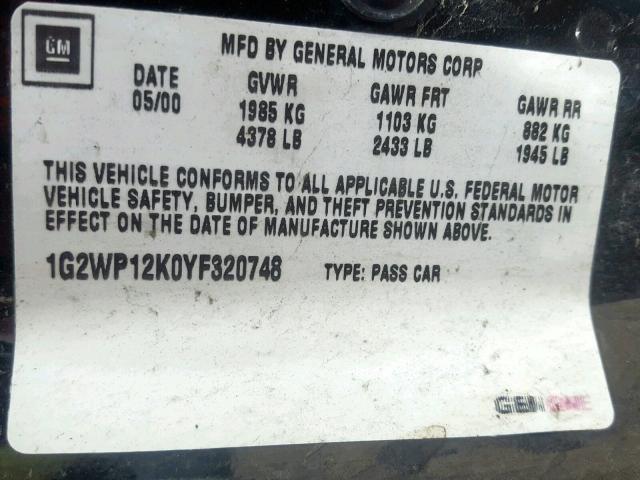 GM
MFD BY GENERAL MOTORS CORP
DATE GVWR GAWR FRT GAWR RR
05/00 1985 KG 1103 KG 882 KG
4378 LB 2433 LB 1945 LB
THIS VEHICLE CONFORMS TO ALL APPLICABLE U.S. FEDERAL MOTOR
VEHICLE SAFETY, BUMPER, AND THEFT PREVENTION STANDARDS IN
EFFECT ON THE DATE OF MANUFACTURE SHOWN ABOVE.
1G2WP12K0YF320748 TYPE: PASS CAR